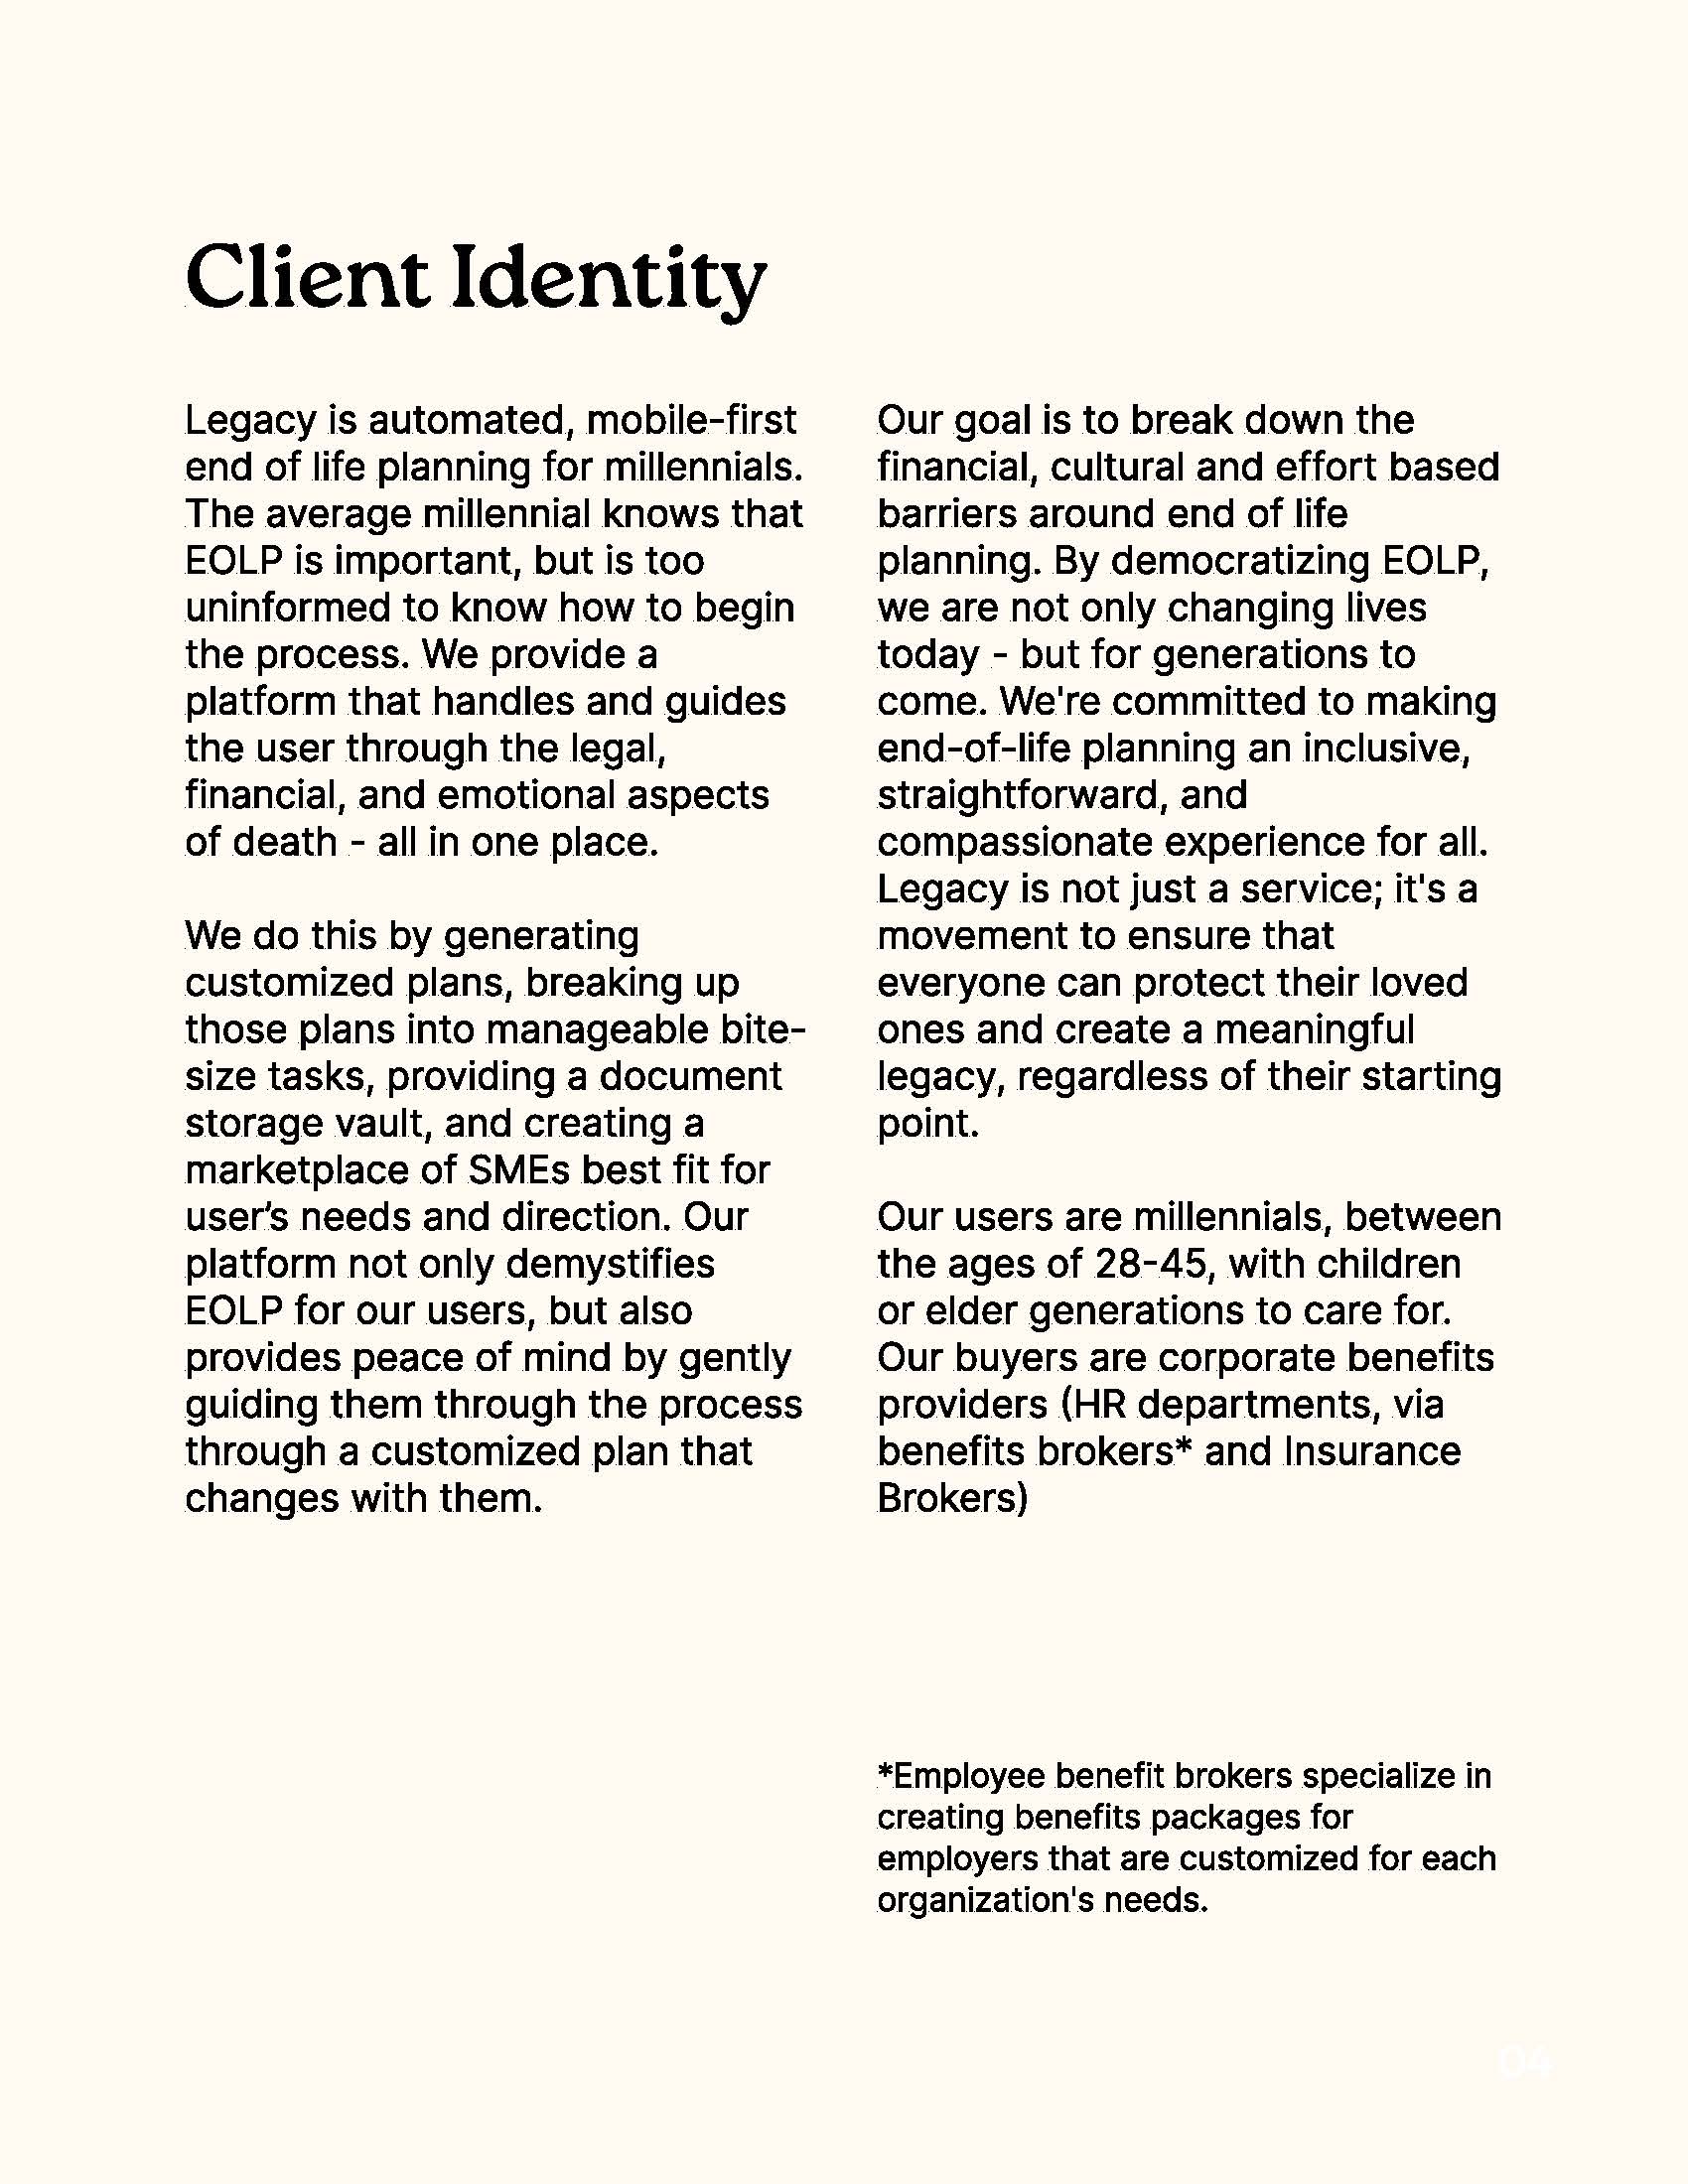 Client Identity
Legacy is automated, mobile-first
end of life planning for millennials.
The average millennial knows that
EOLP is important, but is too
uninformed to know how to begin
the process. We provide a
platform that handles and guides
the user through the legal,
financial, and emotional aspects
of death - all in one place.
We do this by generating
customized plans, breaking up
those plans into manageable bite-
size tasks, providing a document
storage vault, and creating a
marketplace of SMEs best fit for
user’s needs and direction. Our
platform not only demystifies
EOLP for our users, but also
provides peace of mind by gently
guiding them through the process
through a customized plan that
changes with them.
Our goal is to break down the
financial, cultural and effort based
barriers around end of life
planning. By democratizing EOLP,
we are not only changing lives
today - but for generations to
come. We're committed to making
end-of-life planning an inclusive,
straightforward, and
compassionate experience for all.
Legacy is not just a service; it's a
movement to ensure that
everyone can protect their loved
ones and create a meaningful
legacy, regardless of their starting
point.
Our users are millennials, between
the ages of 28-45, with children
or elder generations to care for.
Our buyers are corporate benefits
providers (HR departments, via
benefits brokers* and Insurance
Brokers)
*Employee benefit brokers specialize in
creating benefits packages for
employers that are customized for each
organization's needs.
04